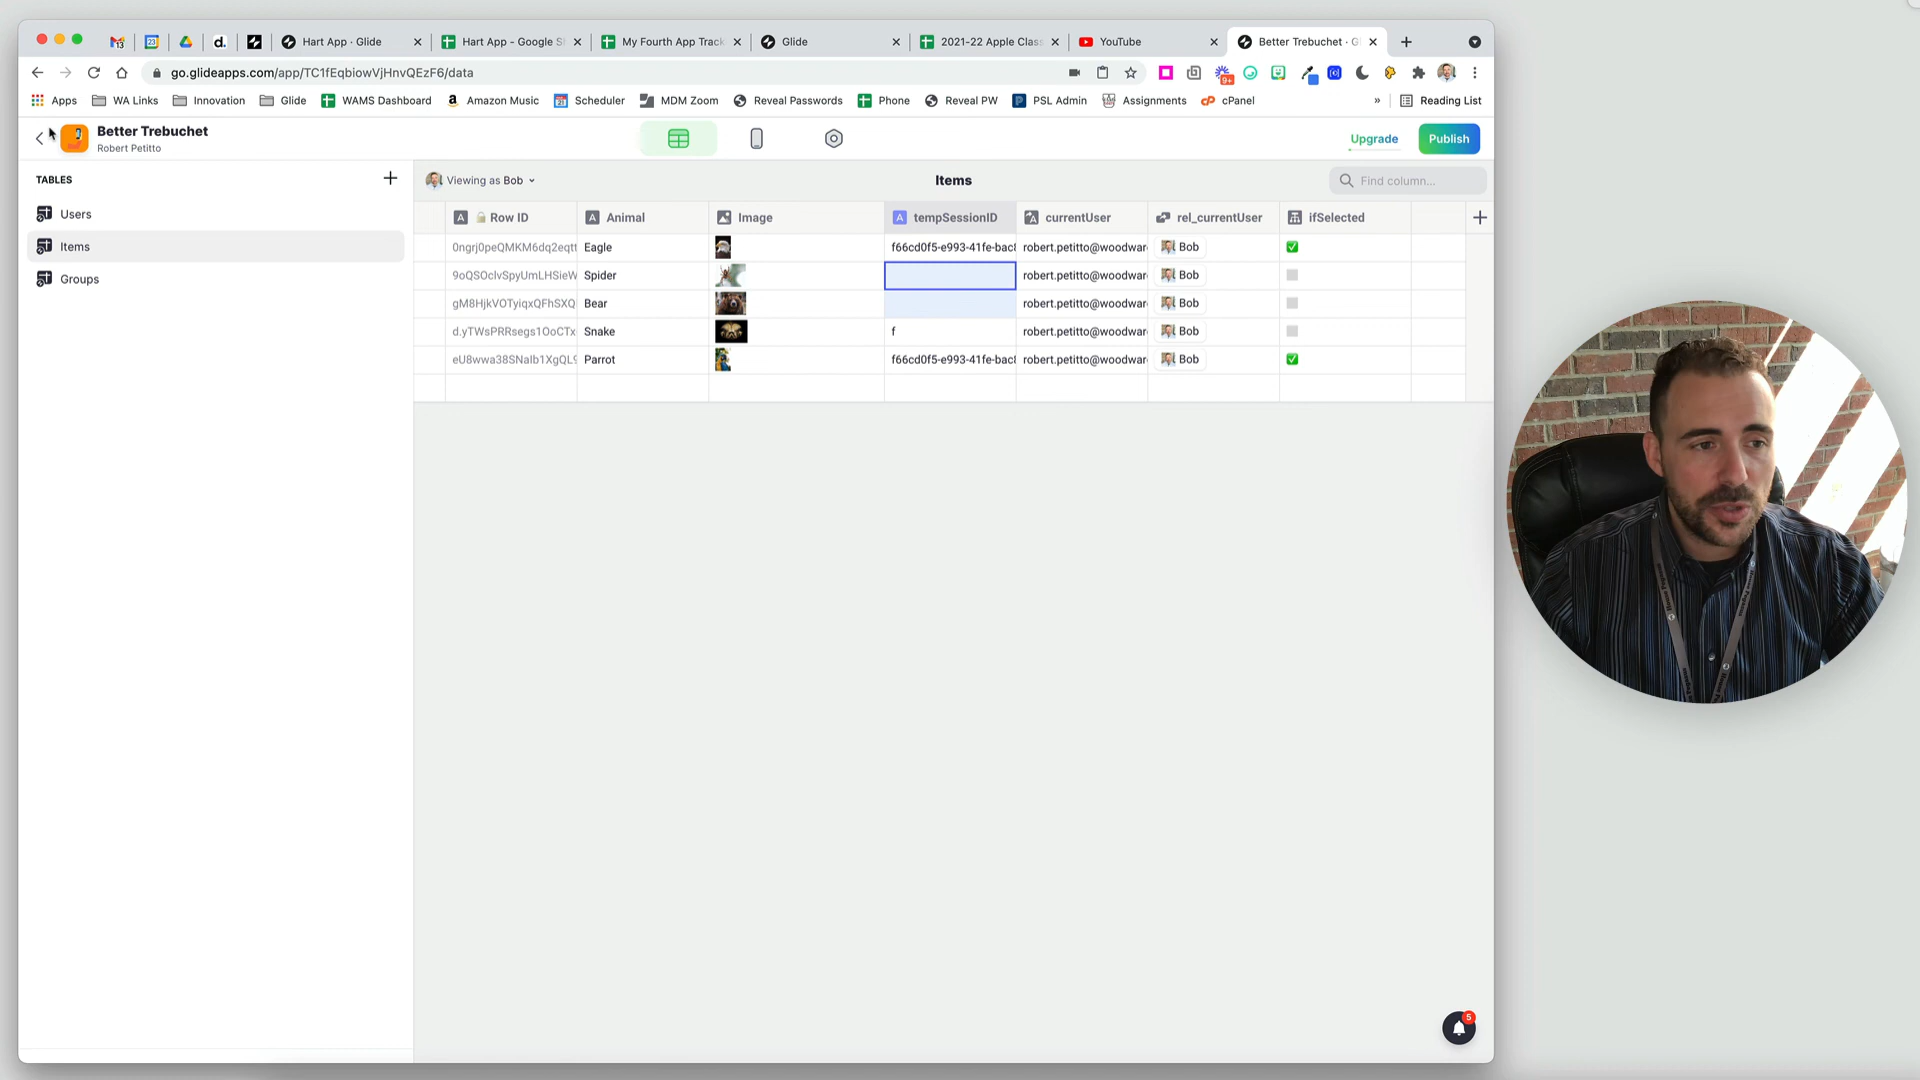 13
23
d.
Hart App · Glide
Hart App - Google S
My Fourth App Track
Glide
2021-22 Apple Clas
YouTube
Better Trebuchet · G
go.glideapps.com/app/TC1fEqbiowVjHnvQEzF6/data
9+
Apps
WA Links
Innovation
Glide
WAMS Dashboard
Amazon Music
Scheduler
MDM Zoom
Reveal Passwords
Phone
Reveal PW
PSL Admin
Assignments
cPanel
»
Reading List
Better Trebuchet
Robert Petitto
Upgrade
Publish
TABLES
Viewing as Bob
Items
Find column...
Users
Items
Groups
Row ID
Animal
Image
tempSessionID
currentUser
rel_currentUser
ifSelected
0ngrj0peQMKM6dq2eqtt
Eagle
f66cd0f5-e993-41fe-bac8
robert.petitto@woodwar
Bob
Spider
robert.petitto@woodwar
Bob
gM8HjkVOTyiqxQFhSXQ
Bear
robert.petitto@woodwar
Bob
d.yTWsPRRsegs1OoCTx
Snake
f
robert.petitto@woodwar
Bob
Parrot
f66cd0f5-e993-41fe-bac8
robert.petitto@woodwar
Bob
5